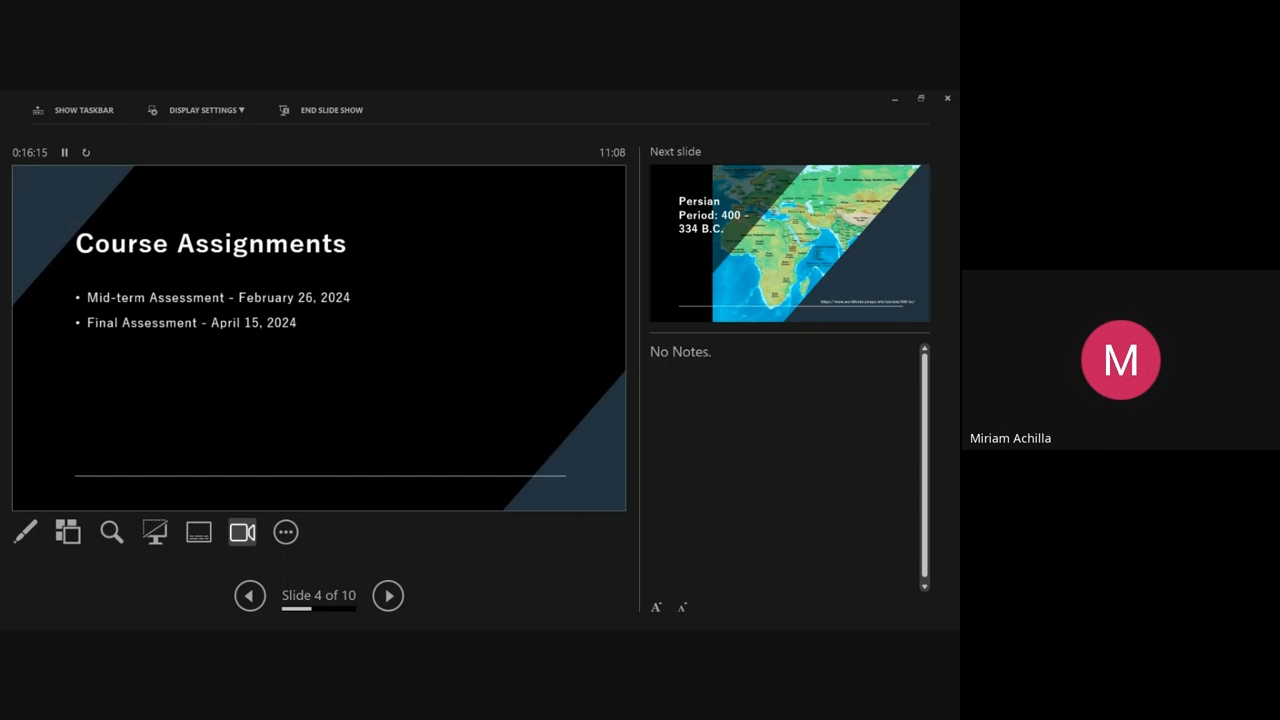 SHOW TASKBAR
DISPLAY SETTINGS ▼
END SLIDE SHOW
0:16:15
11:08
Next slide
Course Assignments
• Mid-term Assessment - February 26, 2024
• Final Assessment - April 15, 2024
Persian
Period: 400 -
334 B.C.
No Notes.
M
Miriam Achilla
Slide 4 of 10
A
A